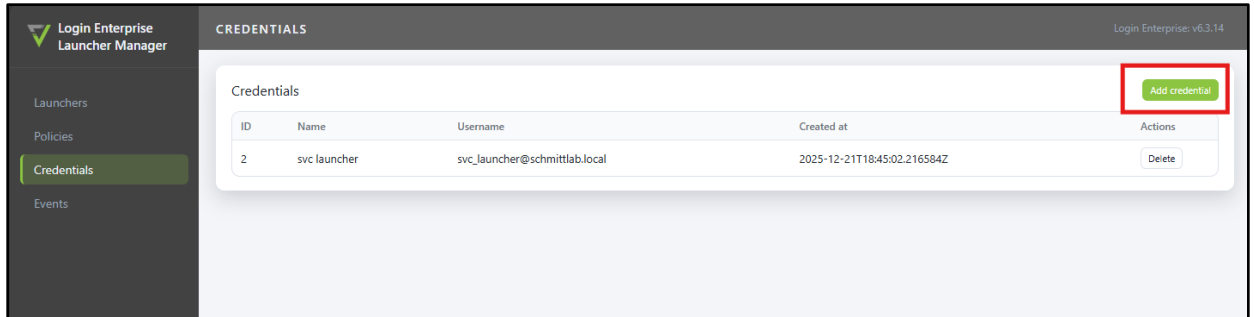 Login Enterprise
Launcher Manager
CREDENTIALS
Login Enterprise: v6.3.14
Launchers
Policies
Credentials
Events
Credentials
Add credential
ID Name Username Created at Actions
2 svc launcher svc_launcher@schmittlab.local 2025-12-21T18:45:02.216584Z Delete